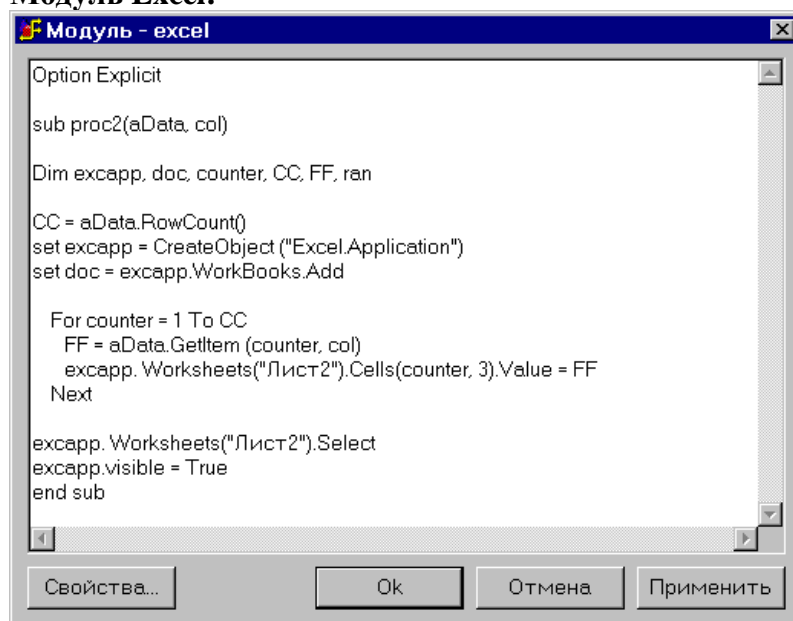 Модуль Excel.
Модуль - excel
Option Explicit
sub proc2(aData, col)
Dim excapp, doc, counter, CC, FF, ran
CC = aData.RowCount()
set excapp = CreateObject ("Excel.Application")
set doc = excapp.WorkBooks.Add
For counter = 1 To CC
FF = aData.GetItem (counter, col)
excapp. Worksheets("Лист2").Cells(counter, 3).Value = FF
Next
excapp. Worksheets("Лист2").Select
excapp.visible = True
end sub
Свойства... Ok Отмена Применить